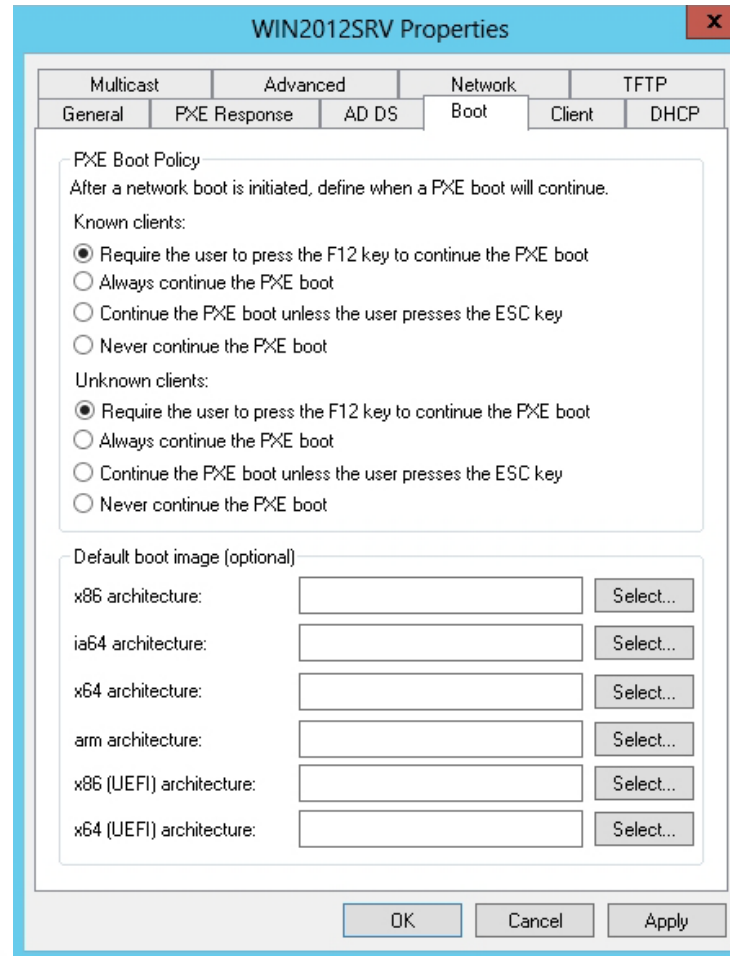 WIN2012SRV Properties
x
Multicast Advanced Network TFTP
General PXE Response AD DS Boot Client DHCP
PXE Boot Policy
After a network boot is initiated, define when a PXE boot will continue.
Known clients:
Require the user to press the F12 key to continue the PXE boot
Always continue the PXE boot
Continue the PXE boot unless the user presses the ESC key
Never continue the PXE boot
Unknown clients:
Require the user to press the F12 key to continue the PXE boot
Always continue the PXE boot
Continue the PXE boot unless the user presses the ESC key
Never continue the PXE boot
Default boot image (optional)
x86 architecture: Select...
ia64 architecture: Select...
x64 architecture: Select...
arm architecture: Select...
x86 (UEFI) architecture: Select...
x64 (UEFI) architecture: Select...
OK Cancel Apply